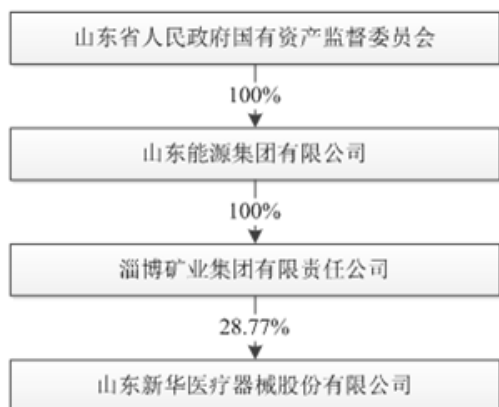 山东省人民政府国有资产监督委员会
100%
山东能源集团有限公司
100%
淄博矿业集团有限责任公司
28.77%
山东新华医疗器械股份有限公司